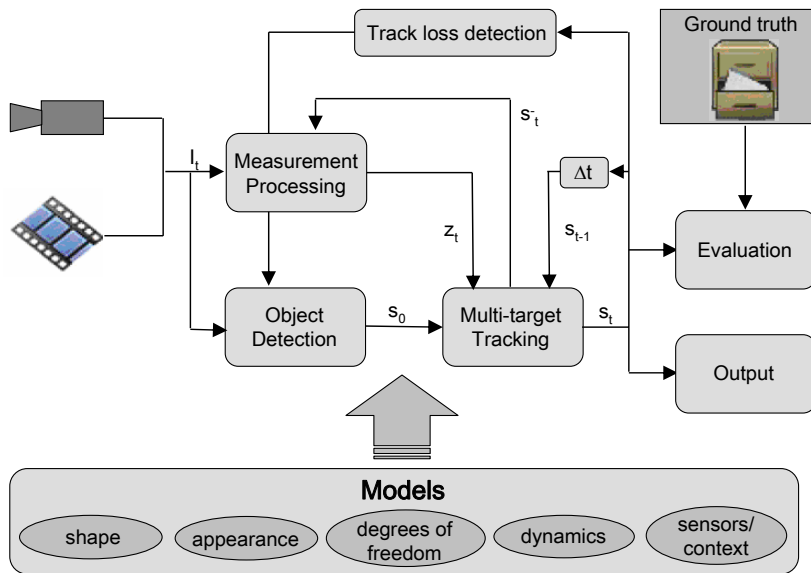 Track loss detection
Ground truth
s⁻ₜ
Iₜ
Measurement
Processing
Δt
zₜ
sₜ₋₁
Evaluation
Object
Detection
s₀
Multi-target
Tracking
sₜ
Output
Models
shape
appearance
degrees of
freedom
dynamics
sensors/
context